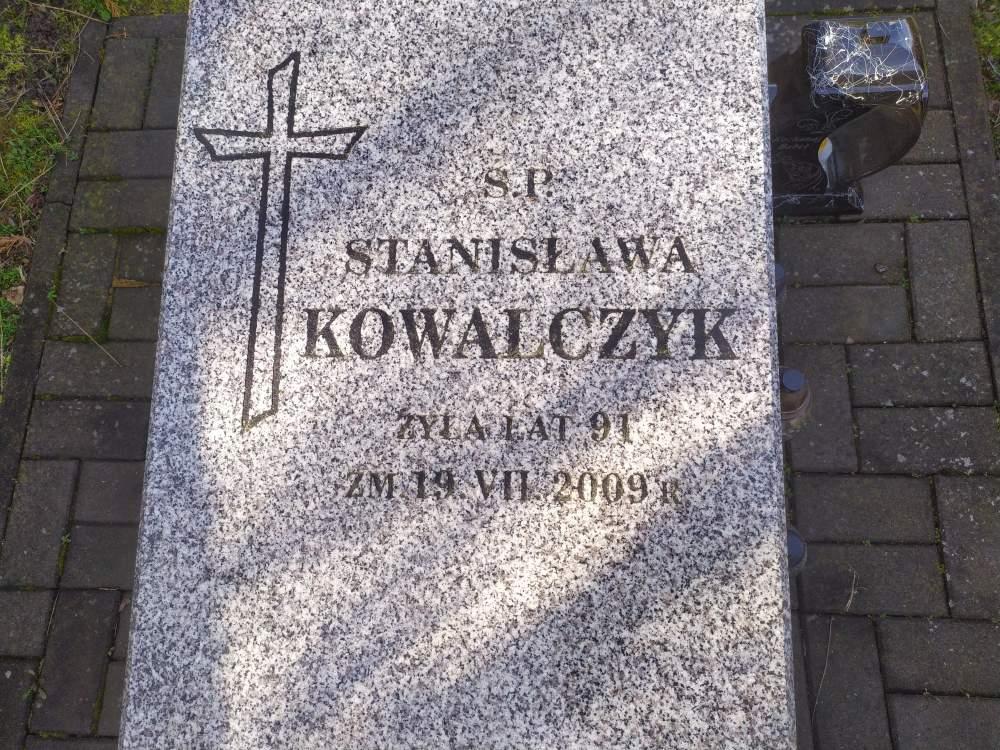 Ś.P.
STANISŁAWA
KOWALCZYK
ŻYŁA LAT 91
ZM. 19. VII. 2009 R.